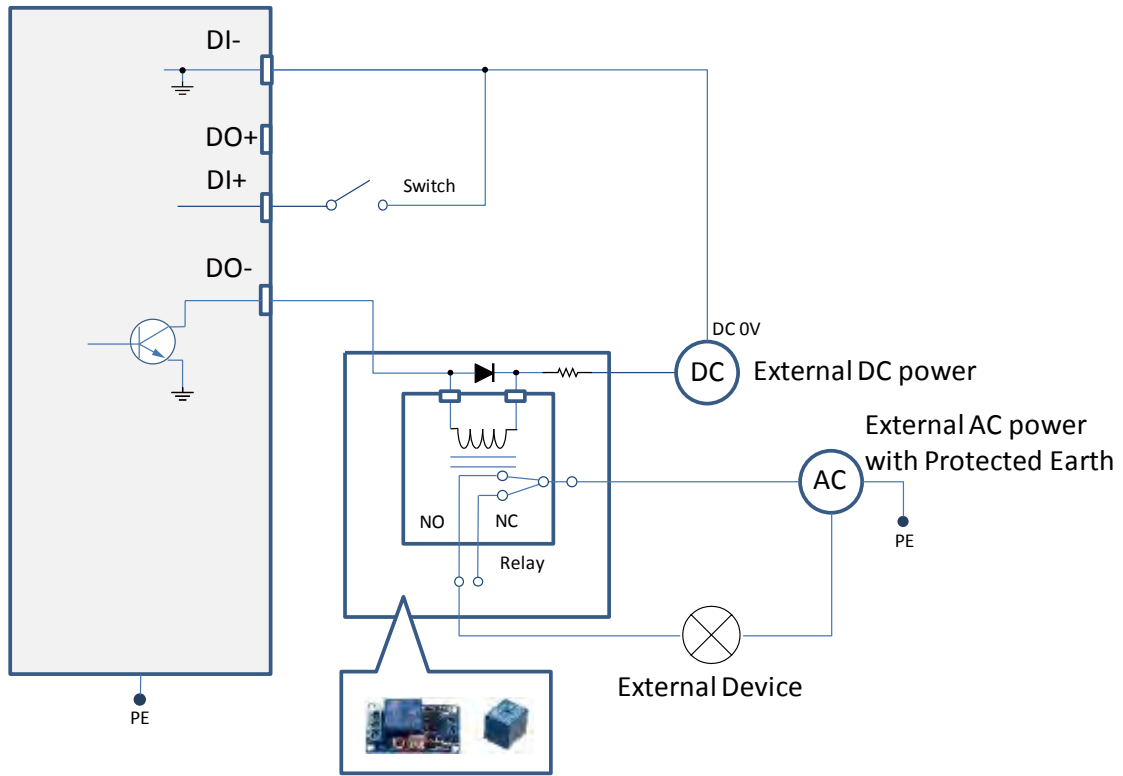 DI-
DO+
DI+
Switch
DO-
DC 0V
DC
External DC power
External AC power
with Protected Earth
AC
NO
NC
PE
Relay
External Device
PE